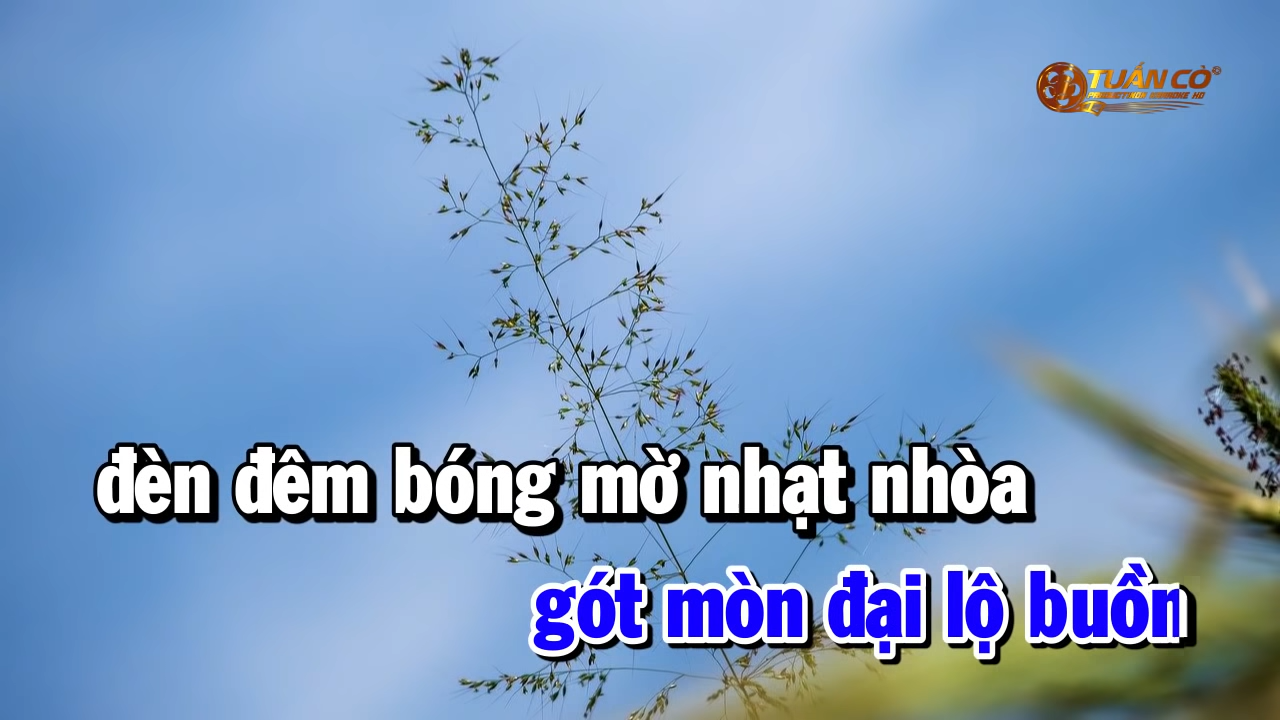 TUẤN CÒ
đèn đêm bóng mờ nhạt nhòa
gót mòn đại lộ buồn